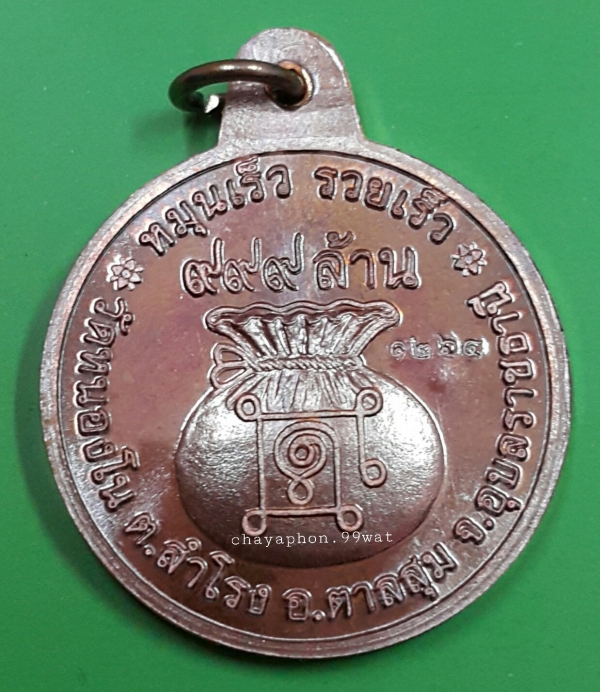 หมุนเร็ว รวยเร็ว
๙๙๙ ล้าน
๑๒๖๔
วัดหนองโน ต.สำโรง อ.ตาลสุม จ.อุบลราชธานี
chayaphon.99wat